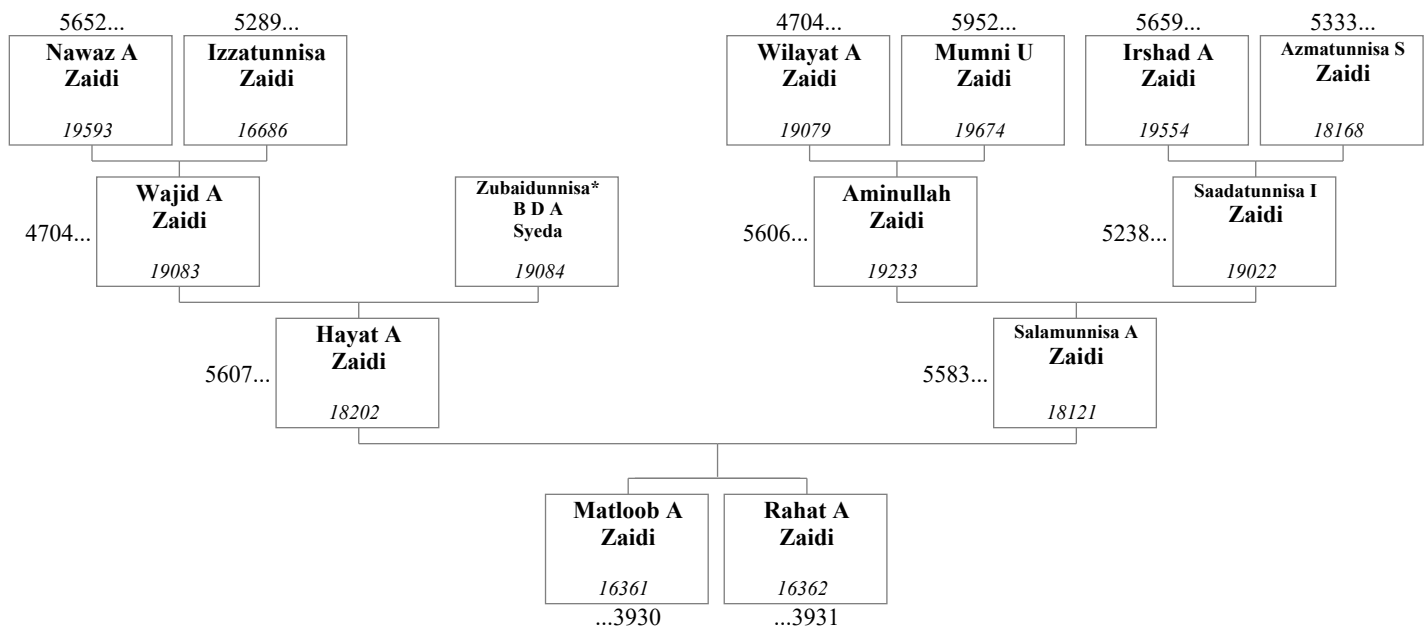 5652... 5289... 4704... 5952... 5659... 5333...
Nawaz A Izzatunnisa Wilayat A Mumni U Irshad A Azmatunnisa S
Zaidi Zaidi Zaidi Zaidi Zaidi Zaidi
19593 16686 19079 19674 19554 18168
Wajid A Zubaidunnisa* Aminullah Saadatunnisa I
Zaidi B D A Zaidi Zaidi
Syeda
4704... 5606... 5238...
19083 19084 19233 19022
Hayat A Salamunnisa A
Zaidi Zaidi
5607... 5583...
18202 18121
Matloob A Rahat A
Zaidi Zaidi
16361 16362
...3930 ...3931